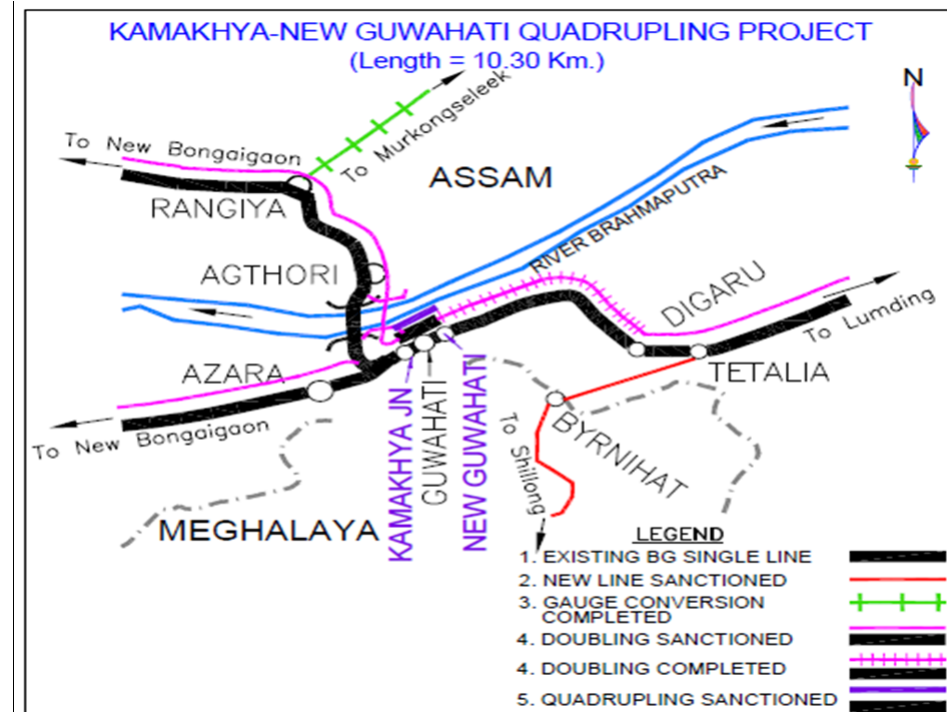 KAMAKHYA-NEW GUWAHATI QUADRUPLING PROJECT
(Length = 10.30 Km.)
N
To New Bongaigaon
To Murkongseleek
ASSAM
RANGIYA
RIVER BRAHMAPUTRA
AGTHORI
DIGARU
To Lumding
AZARA
TETALIA
To New Bongaigaon
KAMAKHYA JN
GUWAHATI
NEW GUWAHATI
BYRNIHAT
To Shillong
MEGHALAYA
LEGEND
1. EXISTING BG SINGLE LINE
2. NEW LINE SANCTIONED
3. GAUGE CONVERSION
COMPLETED
4. DOUBLING SANCTIONED
4. DOUBLING COMPLETED
5. QUADRUPLING SANCTIONED